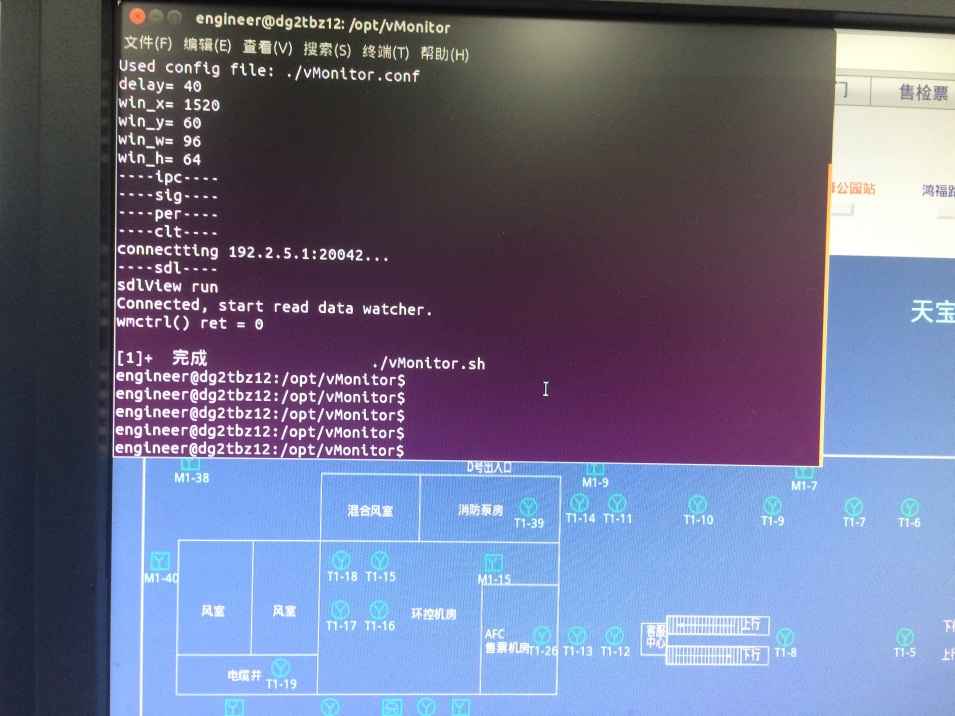 engineer@dg2tbz12: /opt/vMonitor
文件(F) 编辑(E) 查看(V) 搜索(S) 终端(T) 帮助(H)
Used config file: ./vMonitor.conf
delay= 40
win_x= 1520
win_y= 60
win_w= 96
win_h= 64
----ipc----
----sig----
----per----
----clt----
connectting 192.2.5.1:20042...
----sdl----
sdlView run
Connected, start read data watcher.
wmctrl() ret = 0
[1]+ 完成 ./vMonitor.sh
engineer@dg2tbz12:/opt/vMonitor$
engineer@dg2tbz12:/opt/vMonitor$
engineer@dg2tbz12:/opt/vMonitor$
engineer@dg2tbz12:/opt/vMonitor$
engineer@dg2tbz12:/opt/vMonitor$
门 售检票
公园站 鸿福路
天宝
D号出入口
M1-38 M1-9 M1-7
混合风室 消防泵房 T1-39 T1-14 T1-11 T1-10 T1-9 T1-7 T1-6
M1-40 T1-18 T1-15 M1-15
风室 风室 T1-17 T1-16 环控机房
AFC
售票机房 T1-26 T1-13 T1-12
客服
中心
上行
下行
T1-8 T1-5
下行
上行
电缆井 T1-19